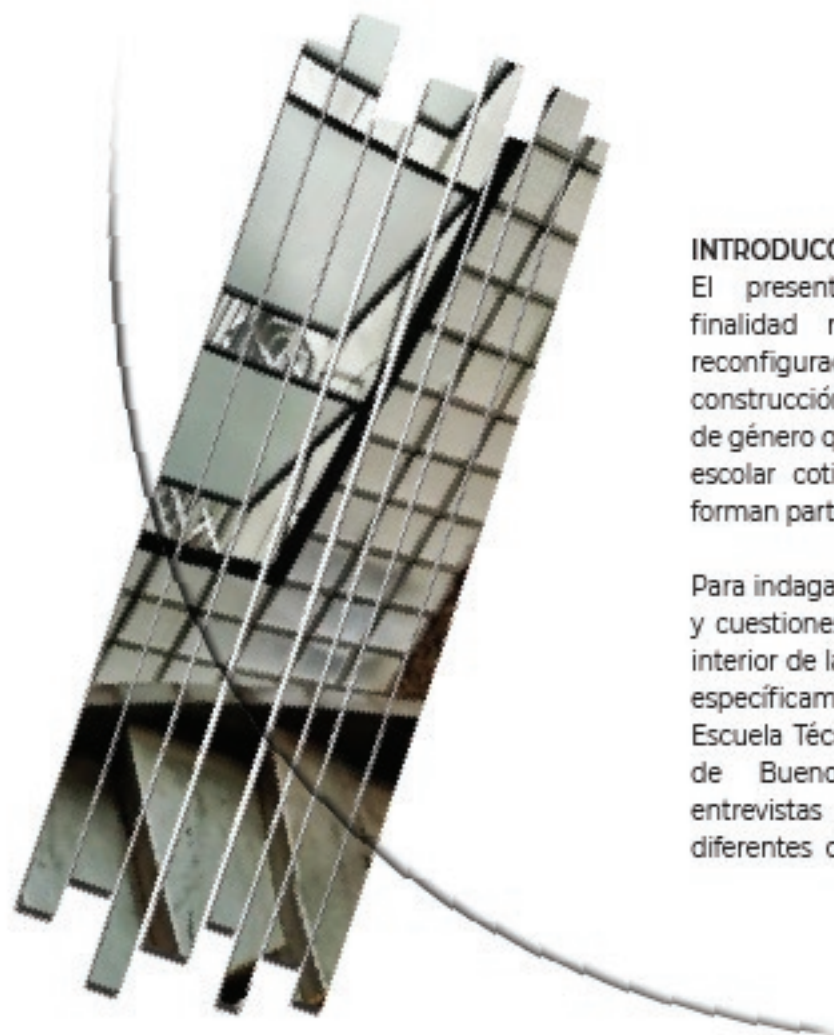 INTRODUCC
El present
finalidad r
reconfigurac
construcción
de género q
escolar coti
forman part
Para indaga
y cuestiones
interior de la
específicam
Escuela Téc
de Bueno
entrevistas
diferentes c